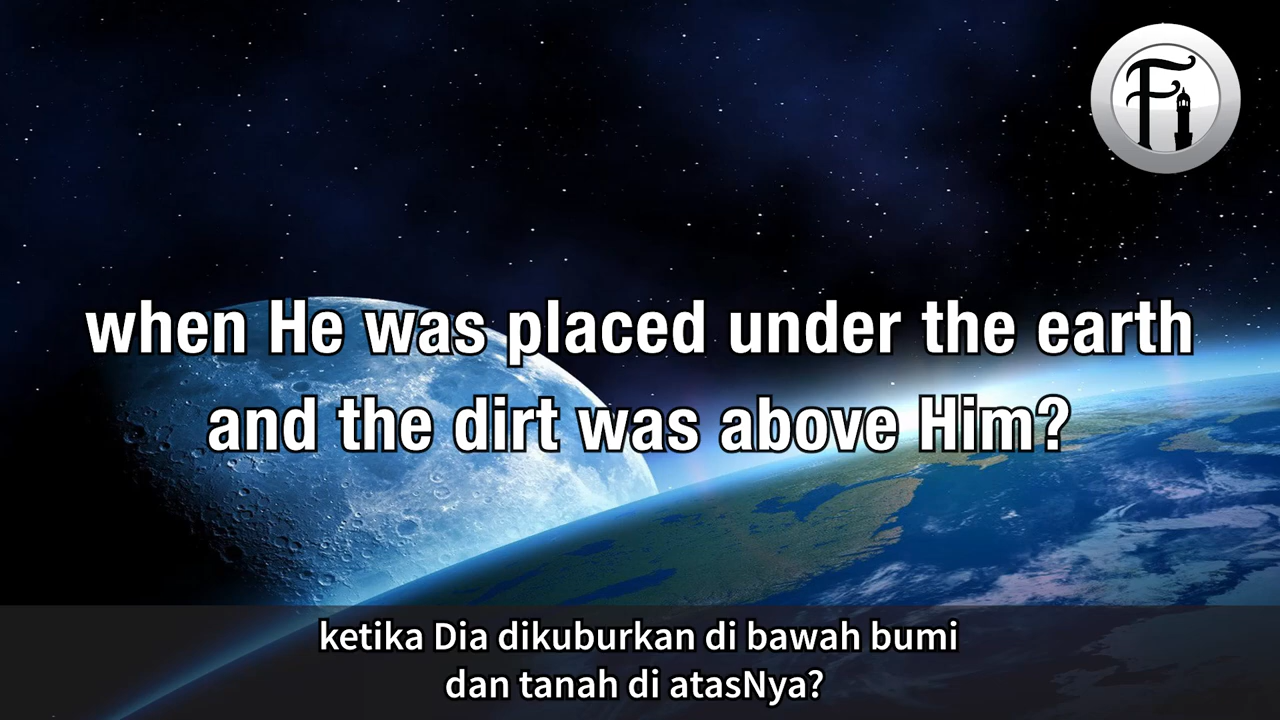 Fi
when He was placed under the earth
and the dirt was above Him?
ketika Dia dikuburkan di bawah bumi
dan tanah di atasNya?